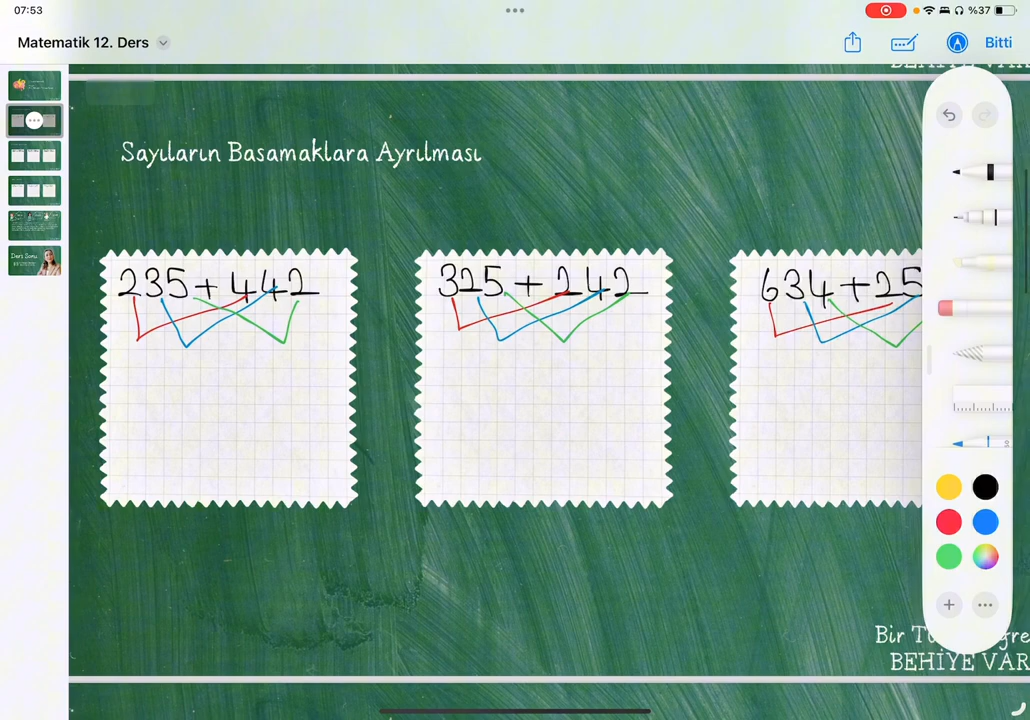 07:53
%37
Matematik 12. Ders
Bitti
Sayıların Basamaklara Ayrılması
235+442
325+242
634+25
Ders Sonu
Bir
BEHİYE VAR